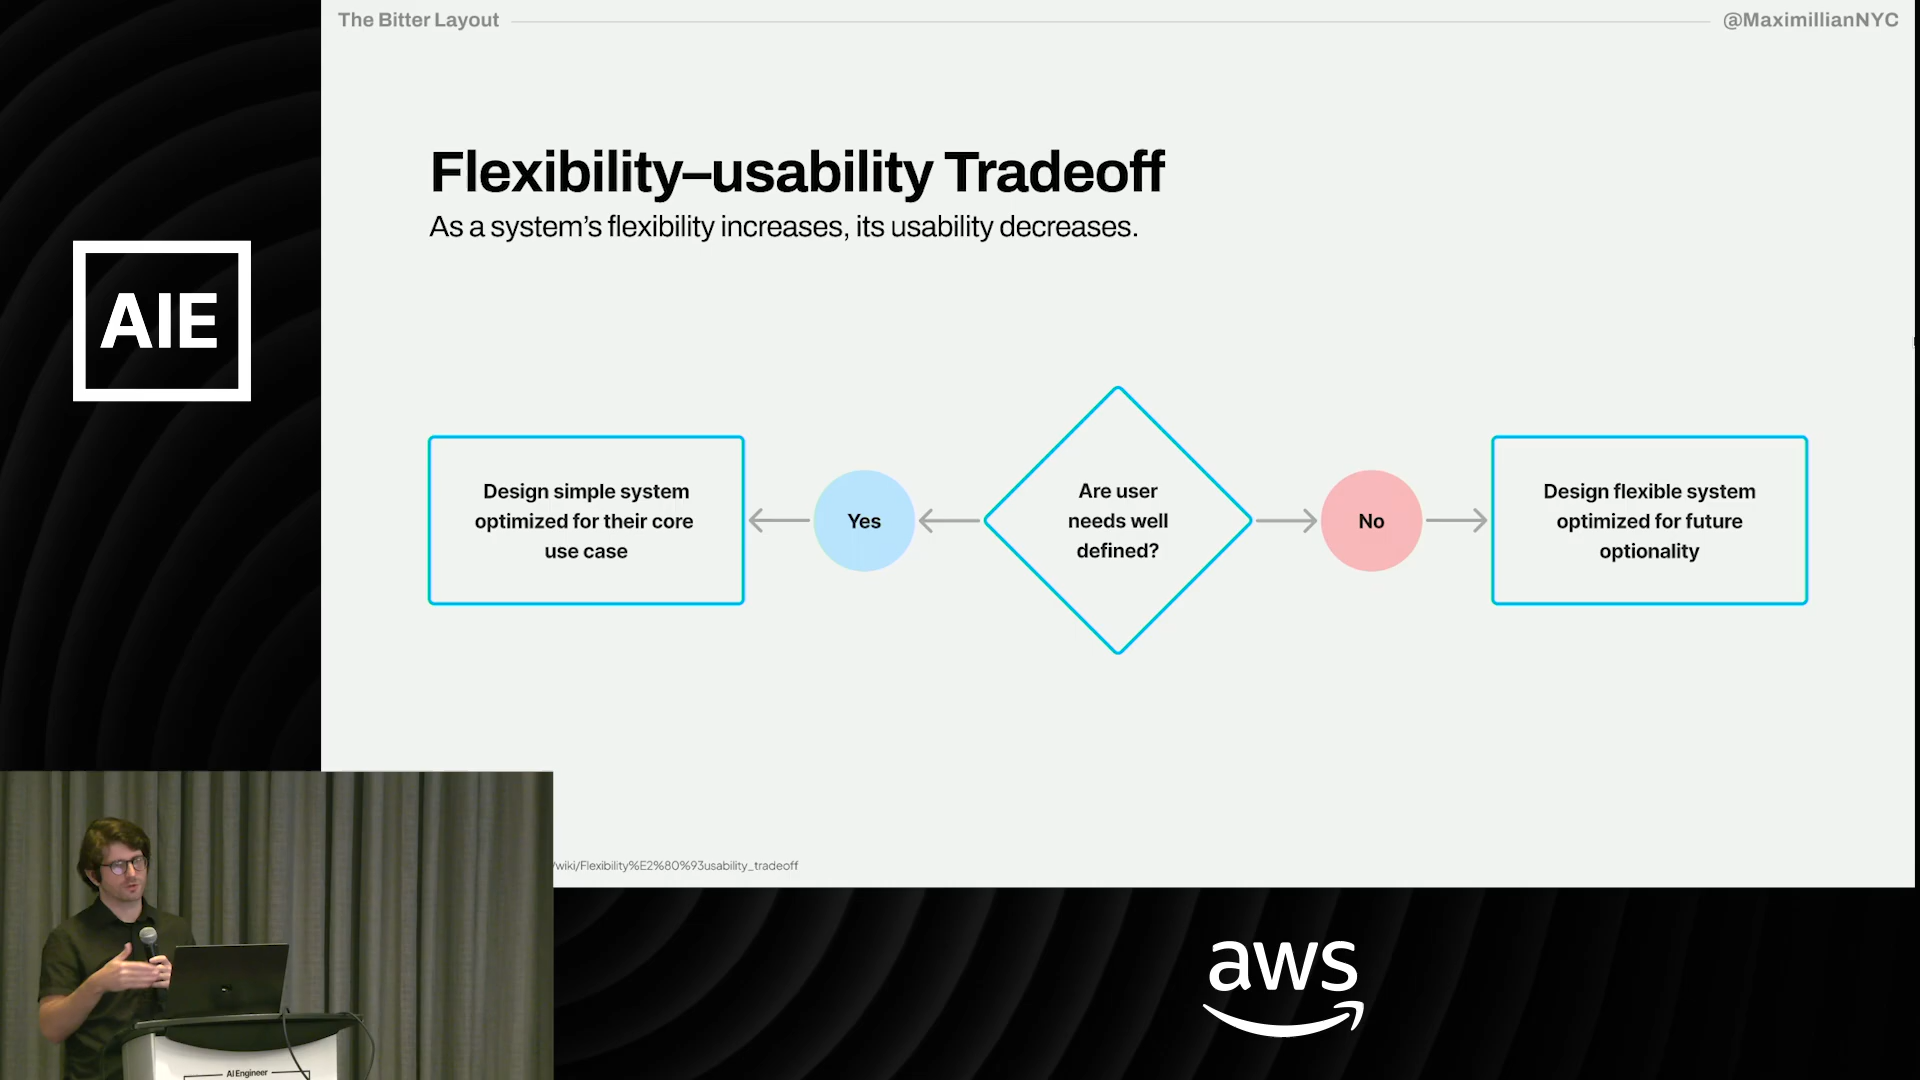 The Bitter Layout
@MaximillianNYC
Flexibility–usability Tradeoff
As a system’s flexibility increases, its usability decreases.
AIE
Design simple system
optimized for their core
use case
Yes
Are user
needs well
defined?
No
Design flexible system
optimized for future
optionality
/wiki/Flexibility%E2%80%93usability_tradeoff
aws
AI Engineer